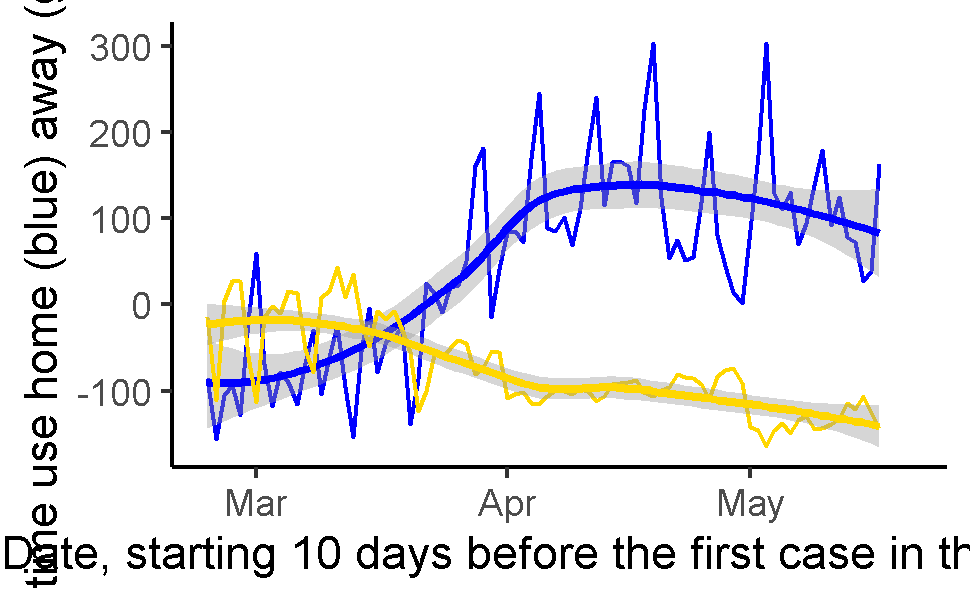 time use home (blue) away (
300
200
100
0
-100
Mar Apr May
Date, starting 10 days before the first case in th